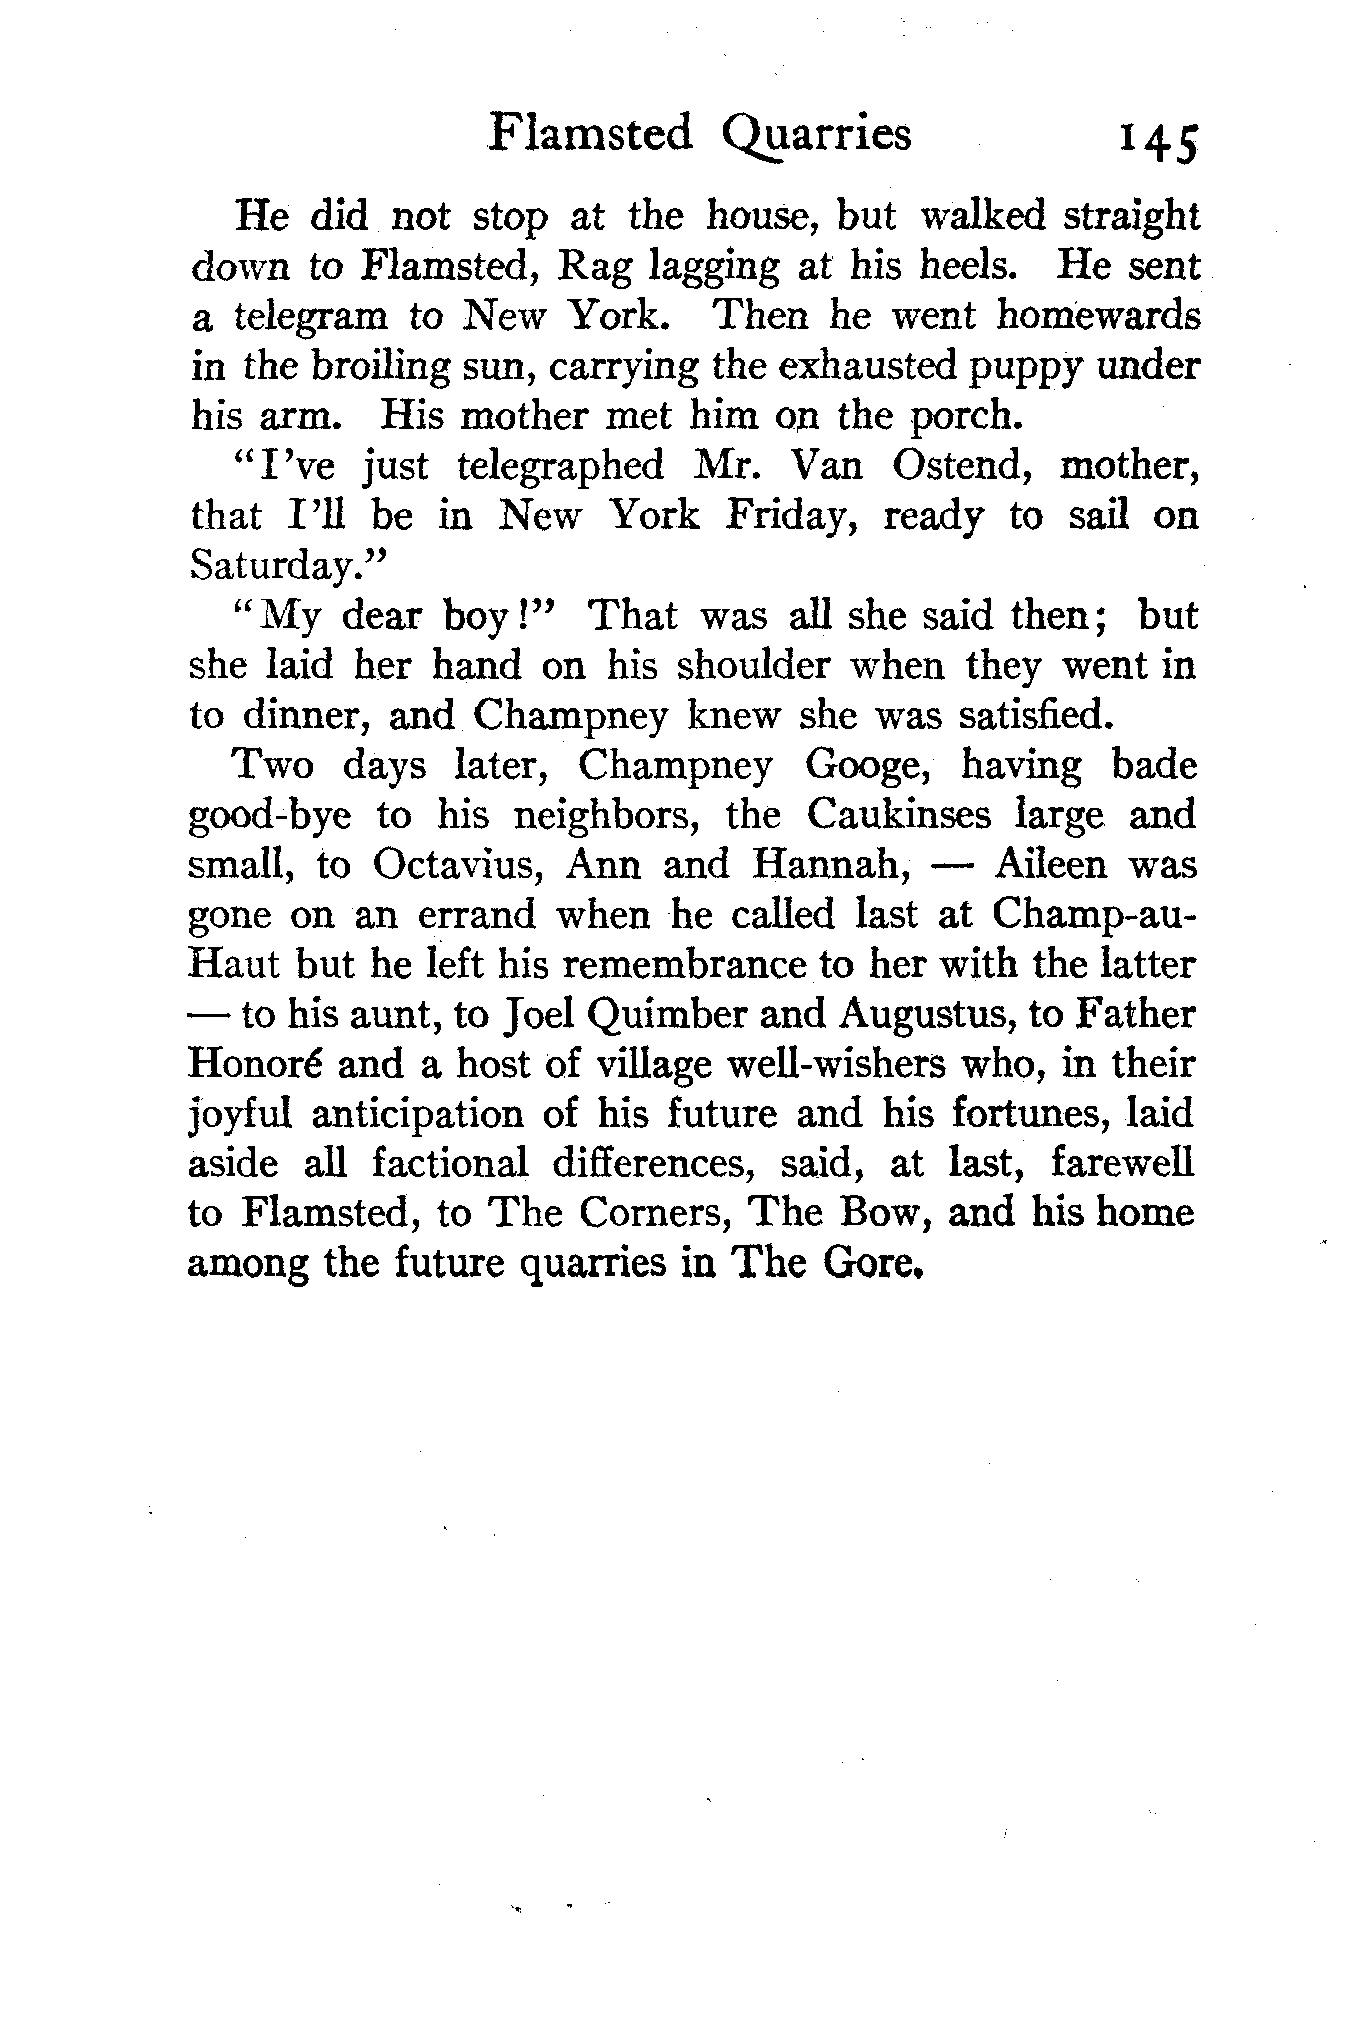 Flamsted Quarries 145
He did not stop at the house, but walked straight
down to Flamsted, Rag lagging at his heels. He sent
a telegram to New York. Then he went homewards
in the broiling sun, carrying the exhausted puppy under
his arm. His mother met him on the porch.
“I’ve just telegraphed Mr. Van Ostend, mother,
that I’ll be in New York Friday, ready to sail on
Saturday.”
“My dear boy!” That was all she said then; but
she laid her hand on his shoulder when they went in
to dinner, and Champney knew she was satisfied.
Two days later, Champney Googe, having bade
good-bye to his neighbors, the Caukinses large and
small, to Octavius, Ann and Hannah, — Aileen was
gone on an errand when he called last at Champ-au-
Haut but he left his remembrance to her with the latter
— to his aunt, to Joel Quimber and Augustus, to Father
Honoré and a host of village well-wishers who, in their
joyful anticipation of his future and his fortunes, laid
aside all factional differences, said, at last, farewell
to Flamsted, to The Corners, The Bow, and his home
among the future quarries in The Gore.